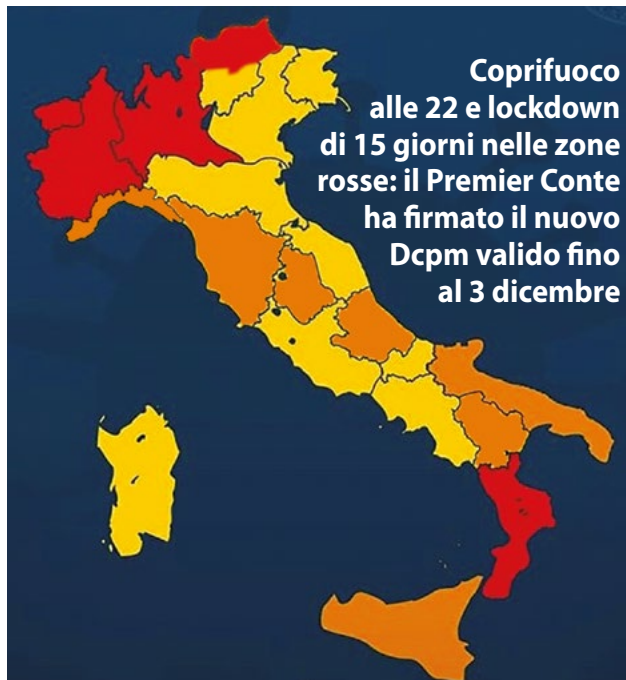 Coprifuoco
alle 22 e lockdown
di 15 giorni nelle zone
rosse: il Premier Conte
ha firmato il nuovo
Dcpm valido fino
al 3 dicembre